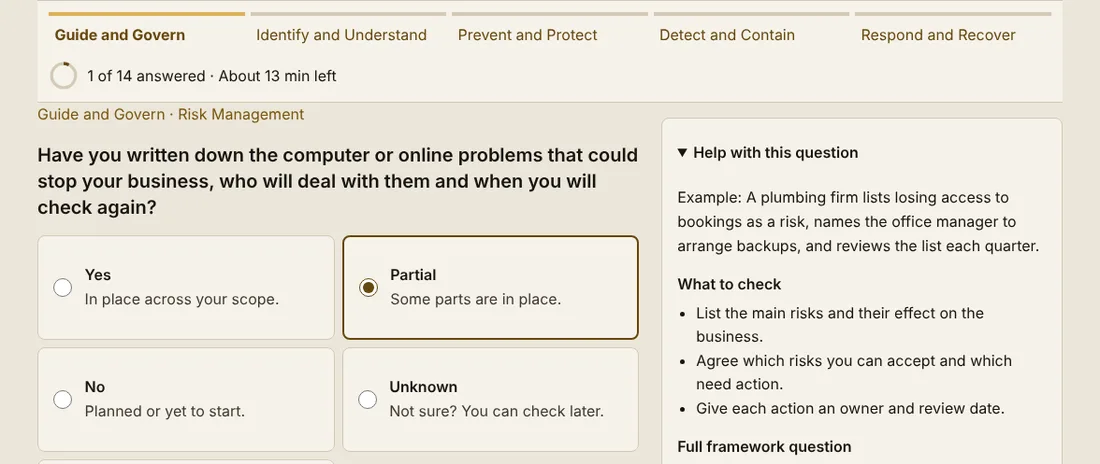 Guide and Govern
Identify and Understand
Prevent and Protect
Detect and Contain
Respond and Recover
1 of 14 answered · About 13 min left
Guide and Govern · Risk Management
Have you written down the computer or online problems that could
stop your business, who will deal with them and when you will
check again?
Yes
In place across your scope.
Partial
Some parts are in place.
No
Planned or yet to start.
Unknown
Not sure? You can check later.
▼ Help with this question
Example: A plumbing firm lists losing access to
bookings as a risk, names the office manager to
arrange backups, and reviews the list each quarter.
What to check
• List the main risks and their effect on the
business.
• Agree which risks you can accept and which
need action.
• Give each action an owner and review date.
Full framework question